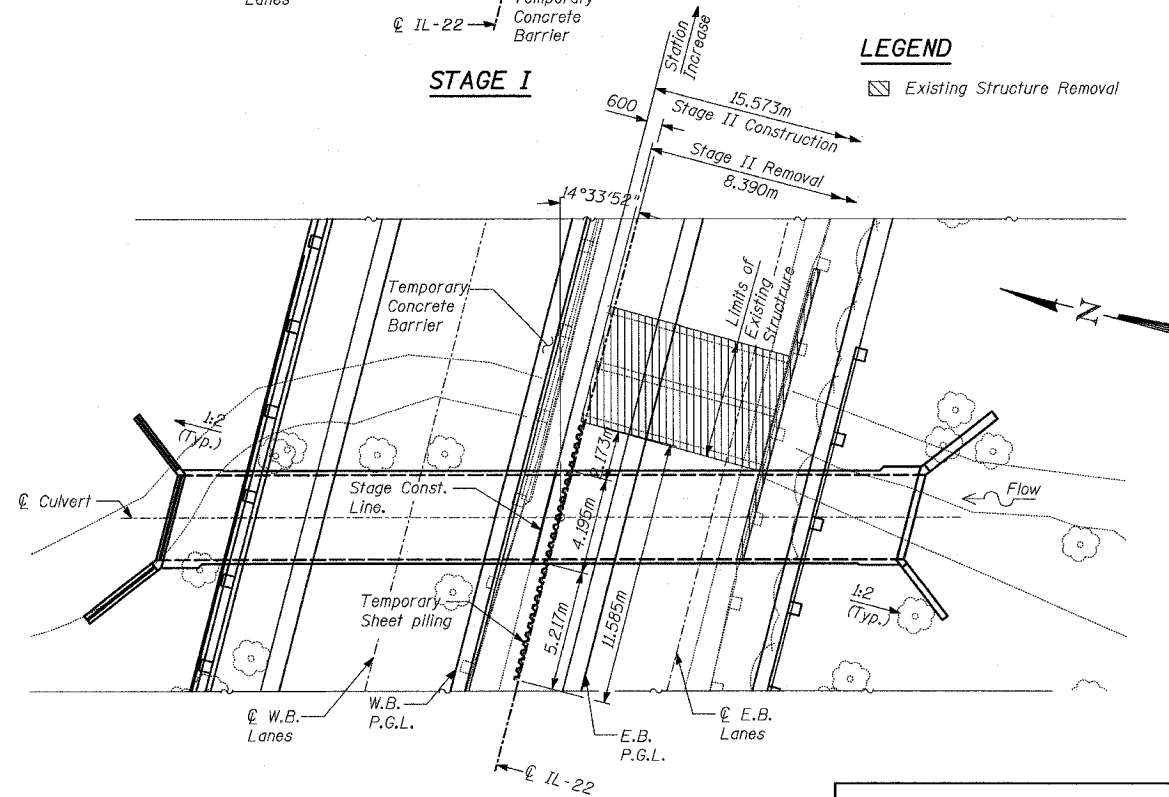 Lanes
Temporary
Concrete
Barrier
℄ IL-22
STAGE I
Station
Increase
LEGEND
Existing Structure Removal
600
15.573m
Stage II Construction
Stage II Removal
8.390m
14°33'52"
Temporary
Concrete
Barrier
Limits of
Existing
Structrure
N
1:2
(Typ.)
℄ Culvert
Stage Const.
Line.
2.173m
4.195m
Flow
Temporary
Sheet piling
5.217m
11.585m
1:2
(Typ.)
℄ W.B.
Lanes
W.B.
P.G.L.
E.B.
P.G.L.
℄ E.B.
Lanes
℄ IL-22